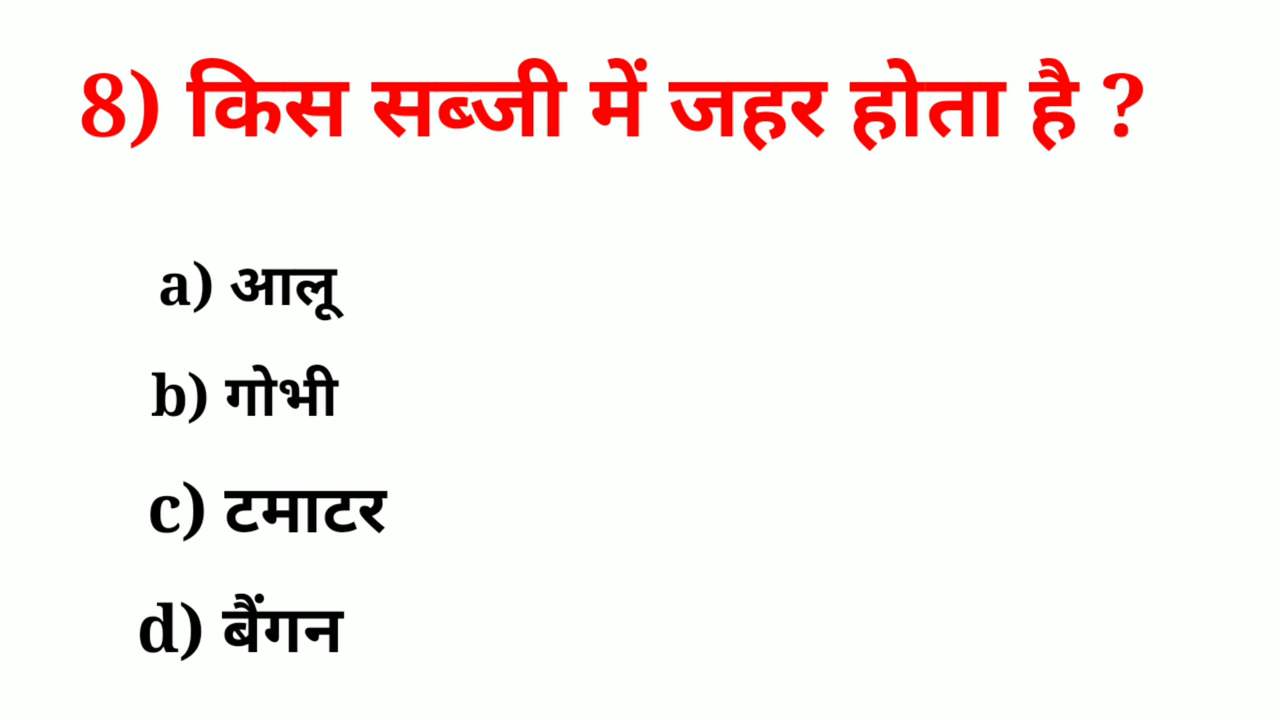 8) किस सब्जी में जहर होता है ?
a) आलू
b) गोभी
c) टमाटर
d) बैंगन